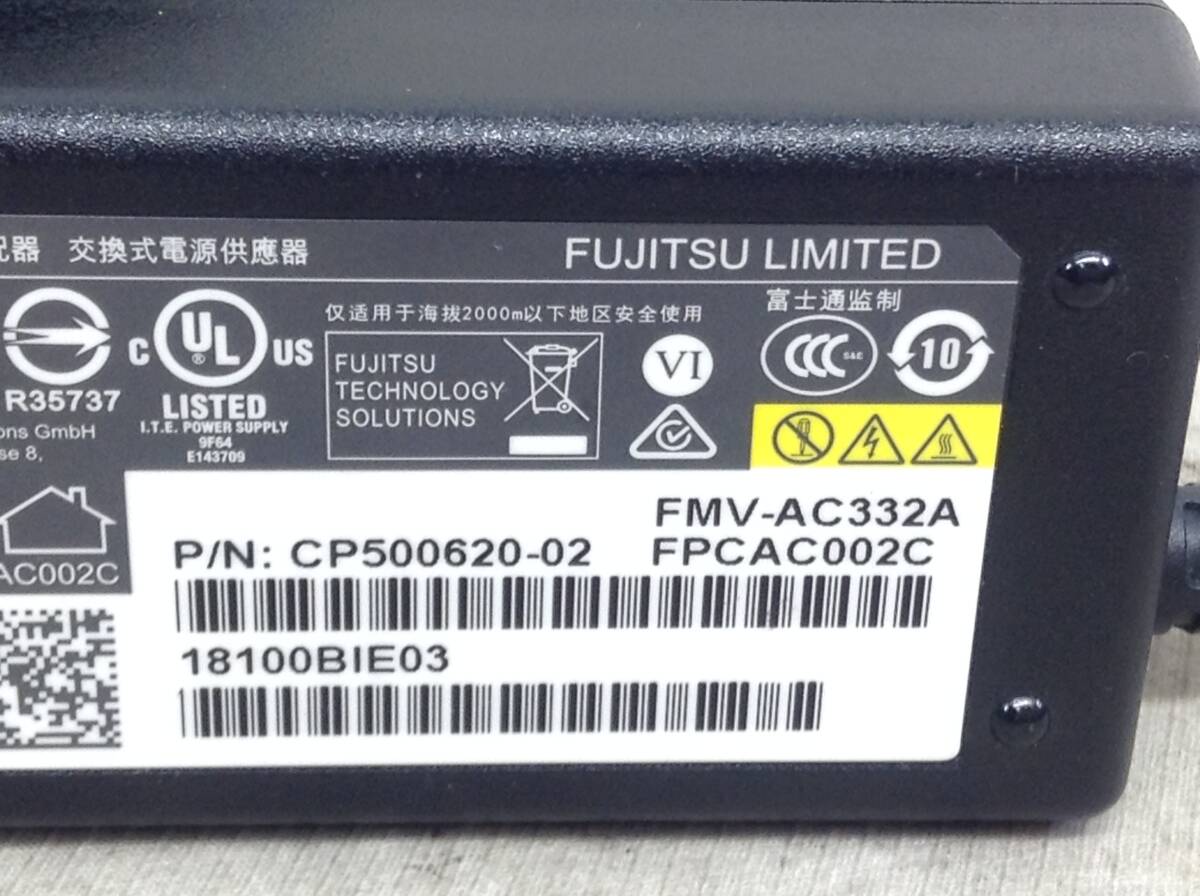 器 交換式電源供應器
FUJITSU LIMITED
R35737
ons GmbH
se 8,
C UL ® US
LISTED
I.T.E. POWER SUPPLY
9F64
E143709
仅适用于海拔2000m以下地区安全使用
FUJITSU
TECHNOLOGY
SOLUTIONS
VI
富士通监制
CCC S&E
10
AC002C
FMV-AC332A
P/N: CP500620-02 FPCAC002C
18100BIE03